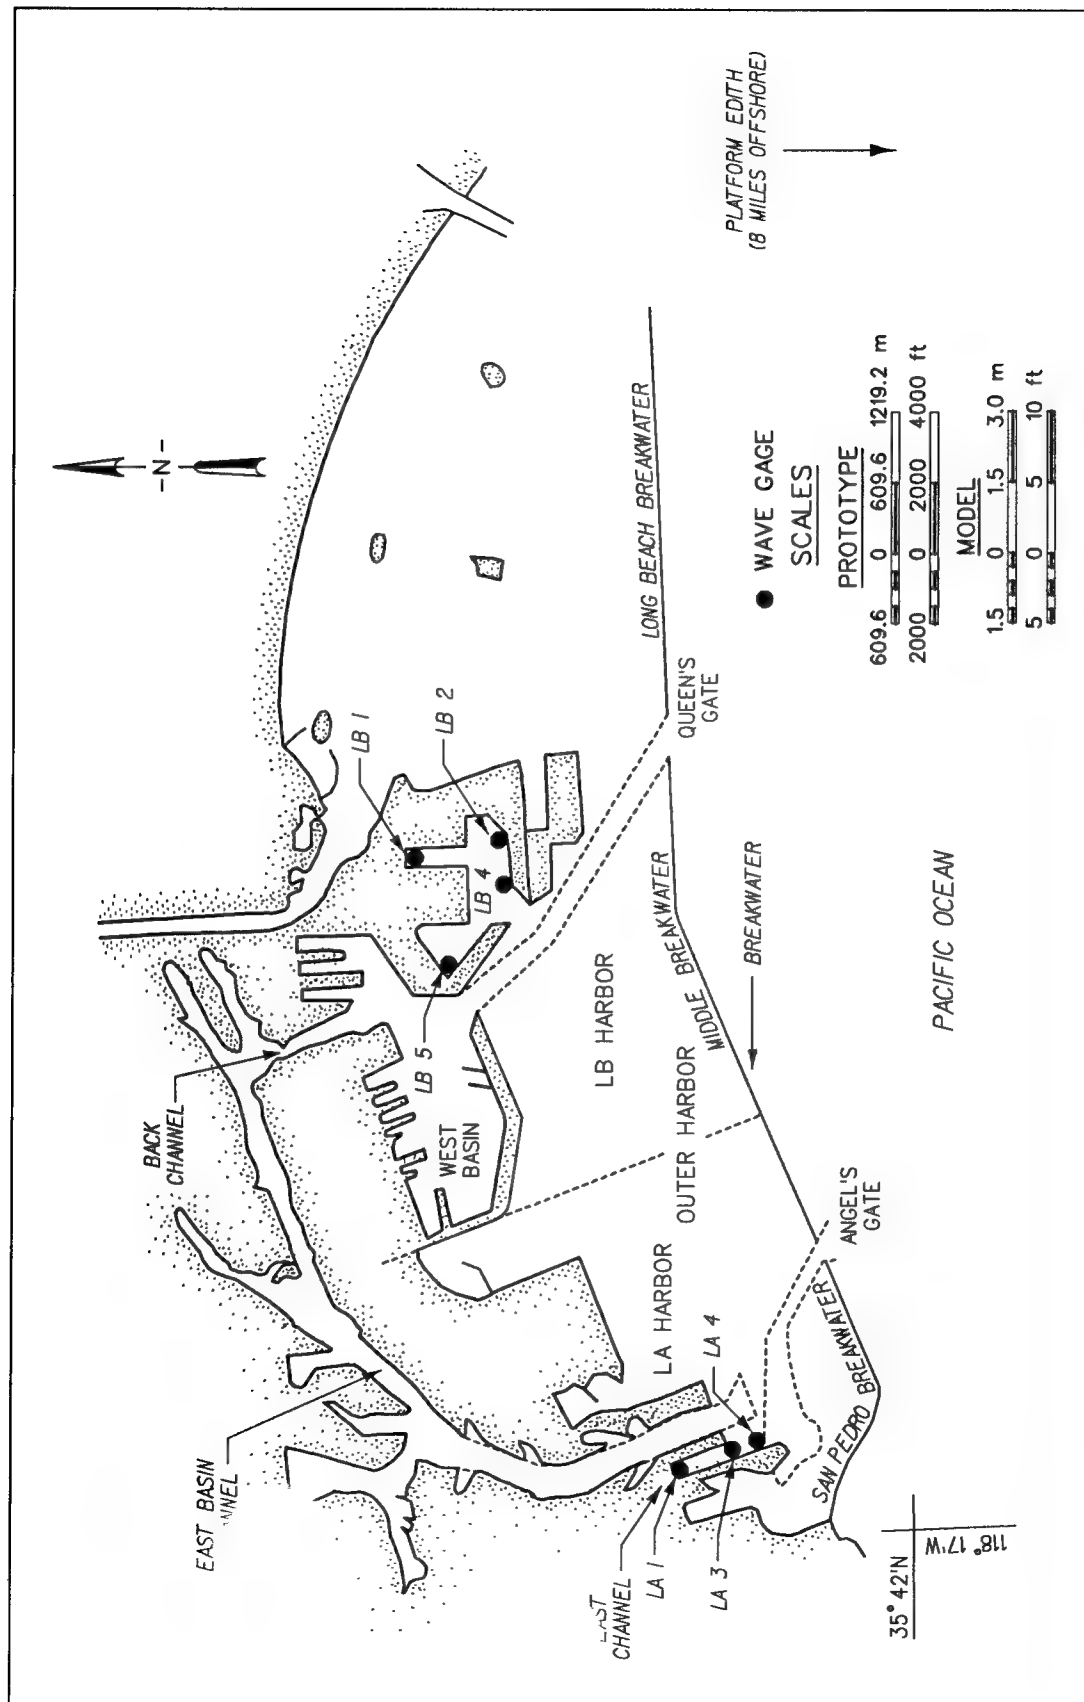 -N-
PLATFORM EDITH
(8 MILES OFFSHORE)
BACK
CHANNEL
EAST BASIN
LB 1
LB 2
LB 4
LB 5
WEST
BASIN
LONG BEACH BREAKWATER
QUEEN'S
GATE
LB HARBOR
MIDDLE BREAKWATER
BREAKWATER
OUTER HARBOR
LA HARBOR
ANGEL'S
GATE
LA 4
SAN PEDRO BREAKWATER
CHANNEL
LA 1
LA 3
PACIFIC OCEAN
35° 42'N
118° 17'W
WAVE GAGE
SCALES
PROTOTYPE
609.6 0 609.6 1219.2 m
2000 0 2000 4000 ft
MODEL
1.5 0 1.5 3.0 m
5 0 5 10 ft